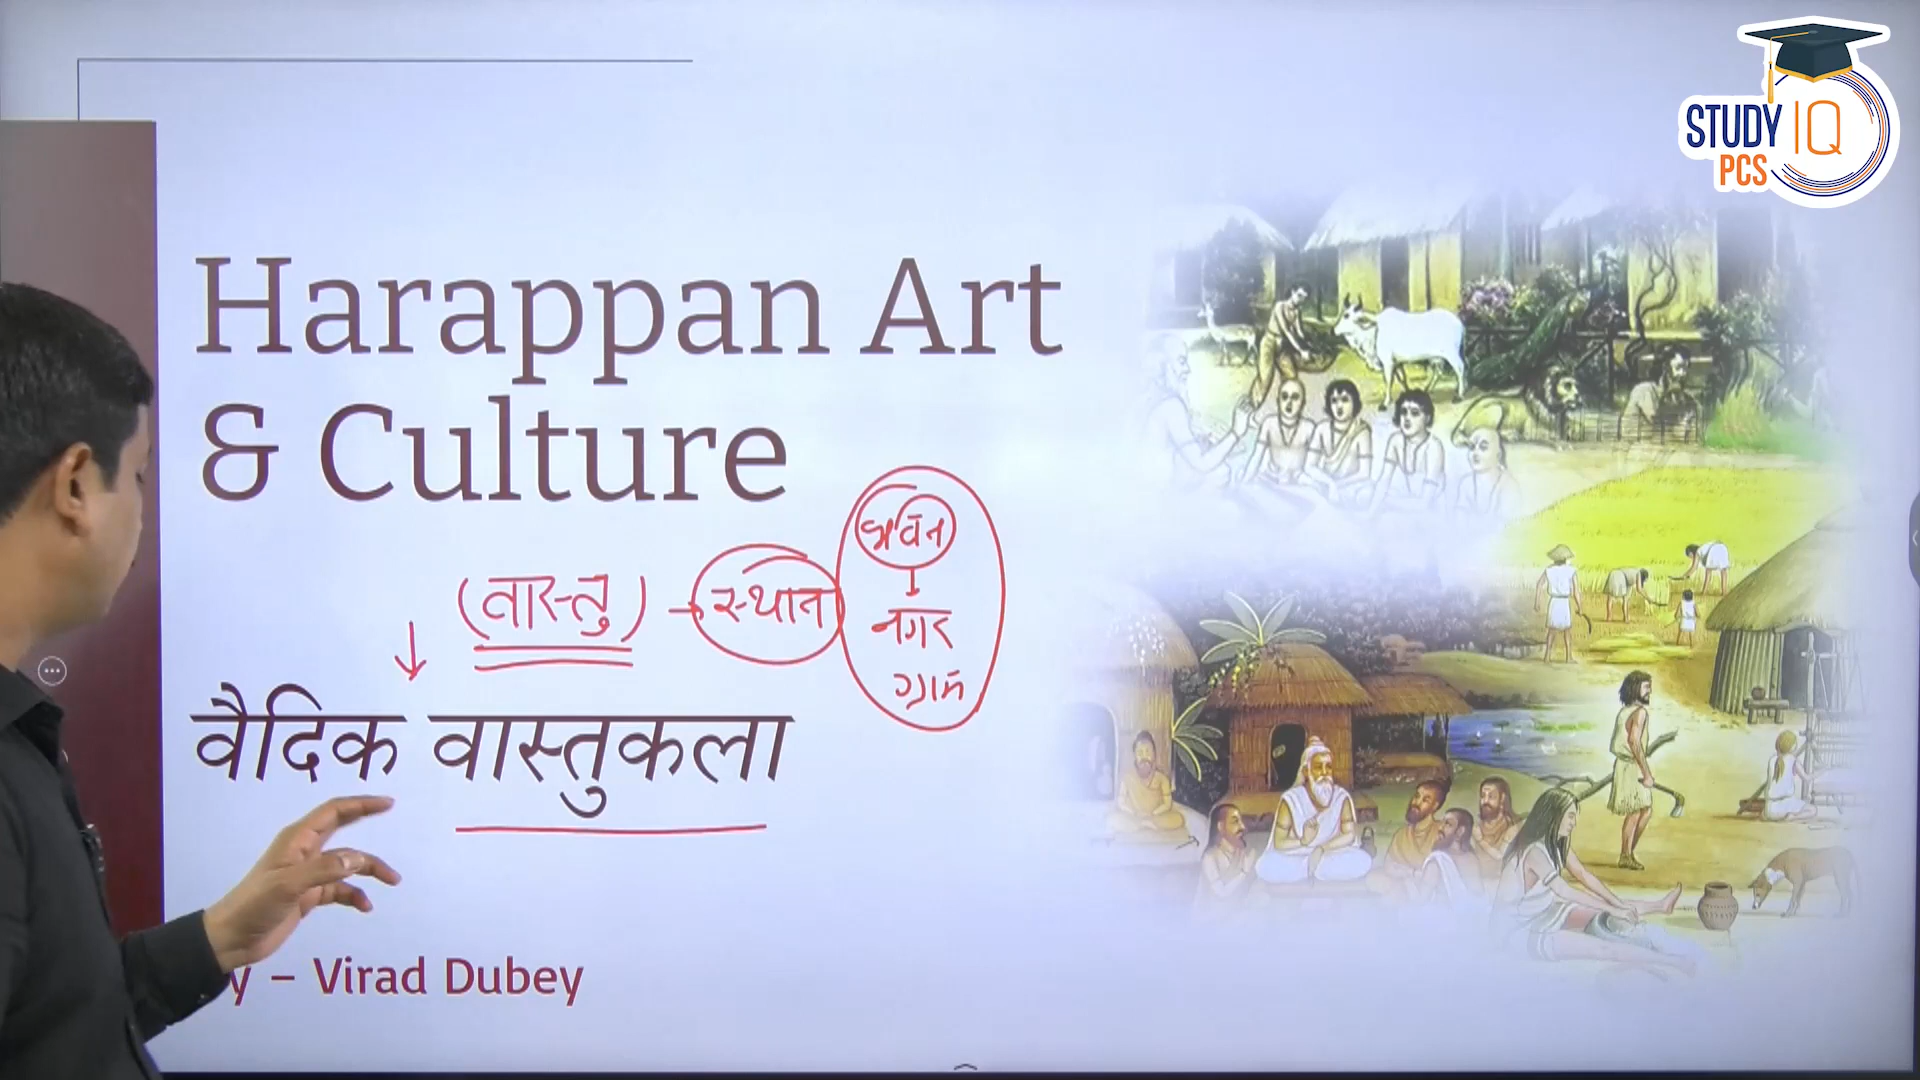 STUDY IQ
PCS
Harappan Art
& Culture
(वास्तु) → स्थान
भवन
नगर
ग्राम
वैदिक वास्तुकला
y – Virad Dubey